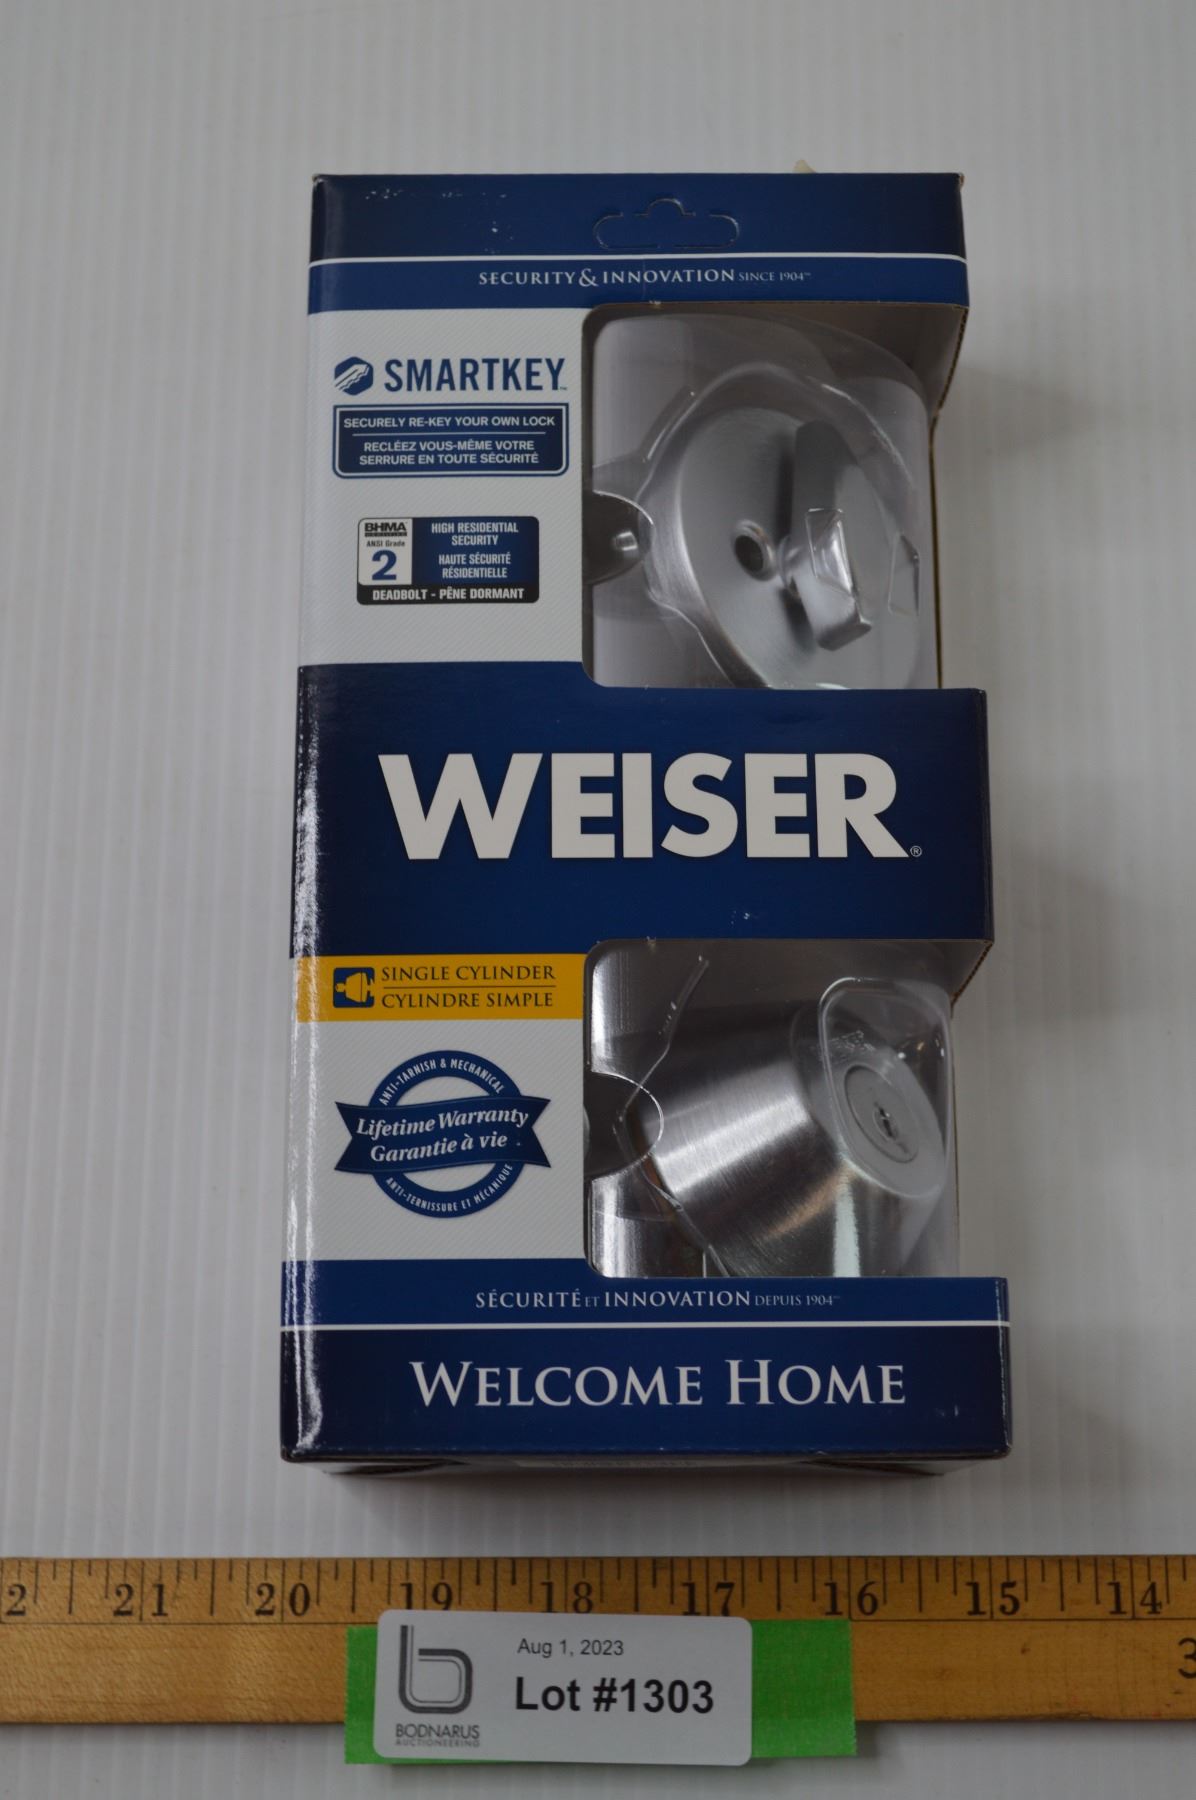 SECURITY & INNOVATION SINCE 1904™
SMARTKEY™
SECURELY RE-KEY YOUR OWN LOCK
RECLÉEZ VOUS-MÊME VOTRE
SERRURE EN TOUTE SÉCURITÉ
BHMA
ANSI Grade
2
HIGH RESIDENTIAL
SECURITY
HAUTE SÉCURITÉ
RÉSIDENTIELLE
DEADBOLT - PÊNE DORMANT
WEISER®
SINGLE CYLINDER
CYLINDRE SIMPLE
ANTI-TARNISH & MECHANICAL
Lifetime Warranty
Garantie à vie
ANTI-TERNISSURE ET MÉCANIQUE
SÉCURITÉ ET INNOVATION DEPUIS 1904
WELCOME HOME
2 21 20 19 18 17 16 15 14
3
Aug 1, 2023
Lot #1303
BODNARUS
AUCTIONEERING